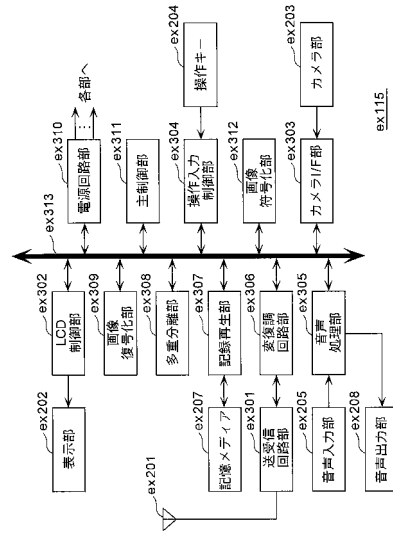 ex115
ex313
ex310
電源回路部
各部へ
ex311
主制御部
ex304
操作入力
制御部
ex204
操作キー
ex312
画像
符号化部
ex303
カメラI/F部
ex203
カメラ部
ex302
LCD
制御部
ex202
表示部
ex309
画像
復号化部
ex308
多重分離部
ex307
記録再生部
ex207
記憶メディア
ex306
変復調
回路部
ex301
送受信
回路部
ex201
ex305
音声
処理部
ex205
音声入力部
ex208
音声出力部